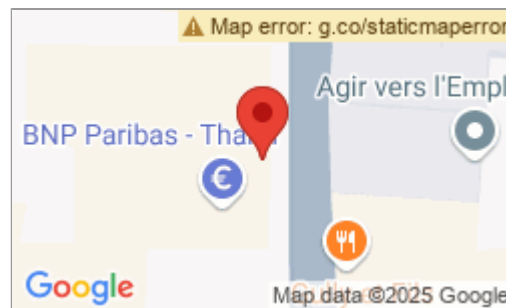 Map error: g.co/staticmaperror
Agir vers l'Empl
BNP Paribas - Tha
€
Google
Map data ©2025 Google